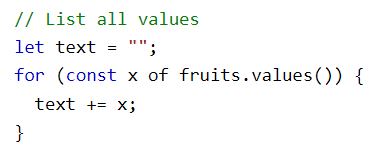 // List all values
let text = "";
for (const x of fruits.values()) {
  text += x;
}